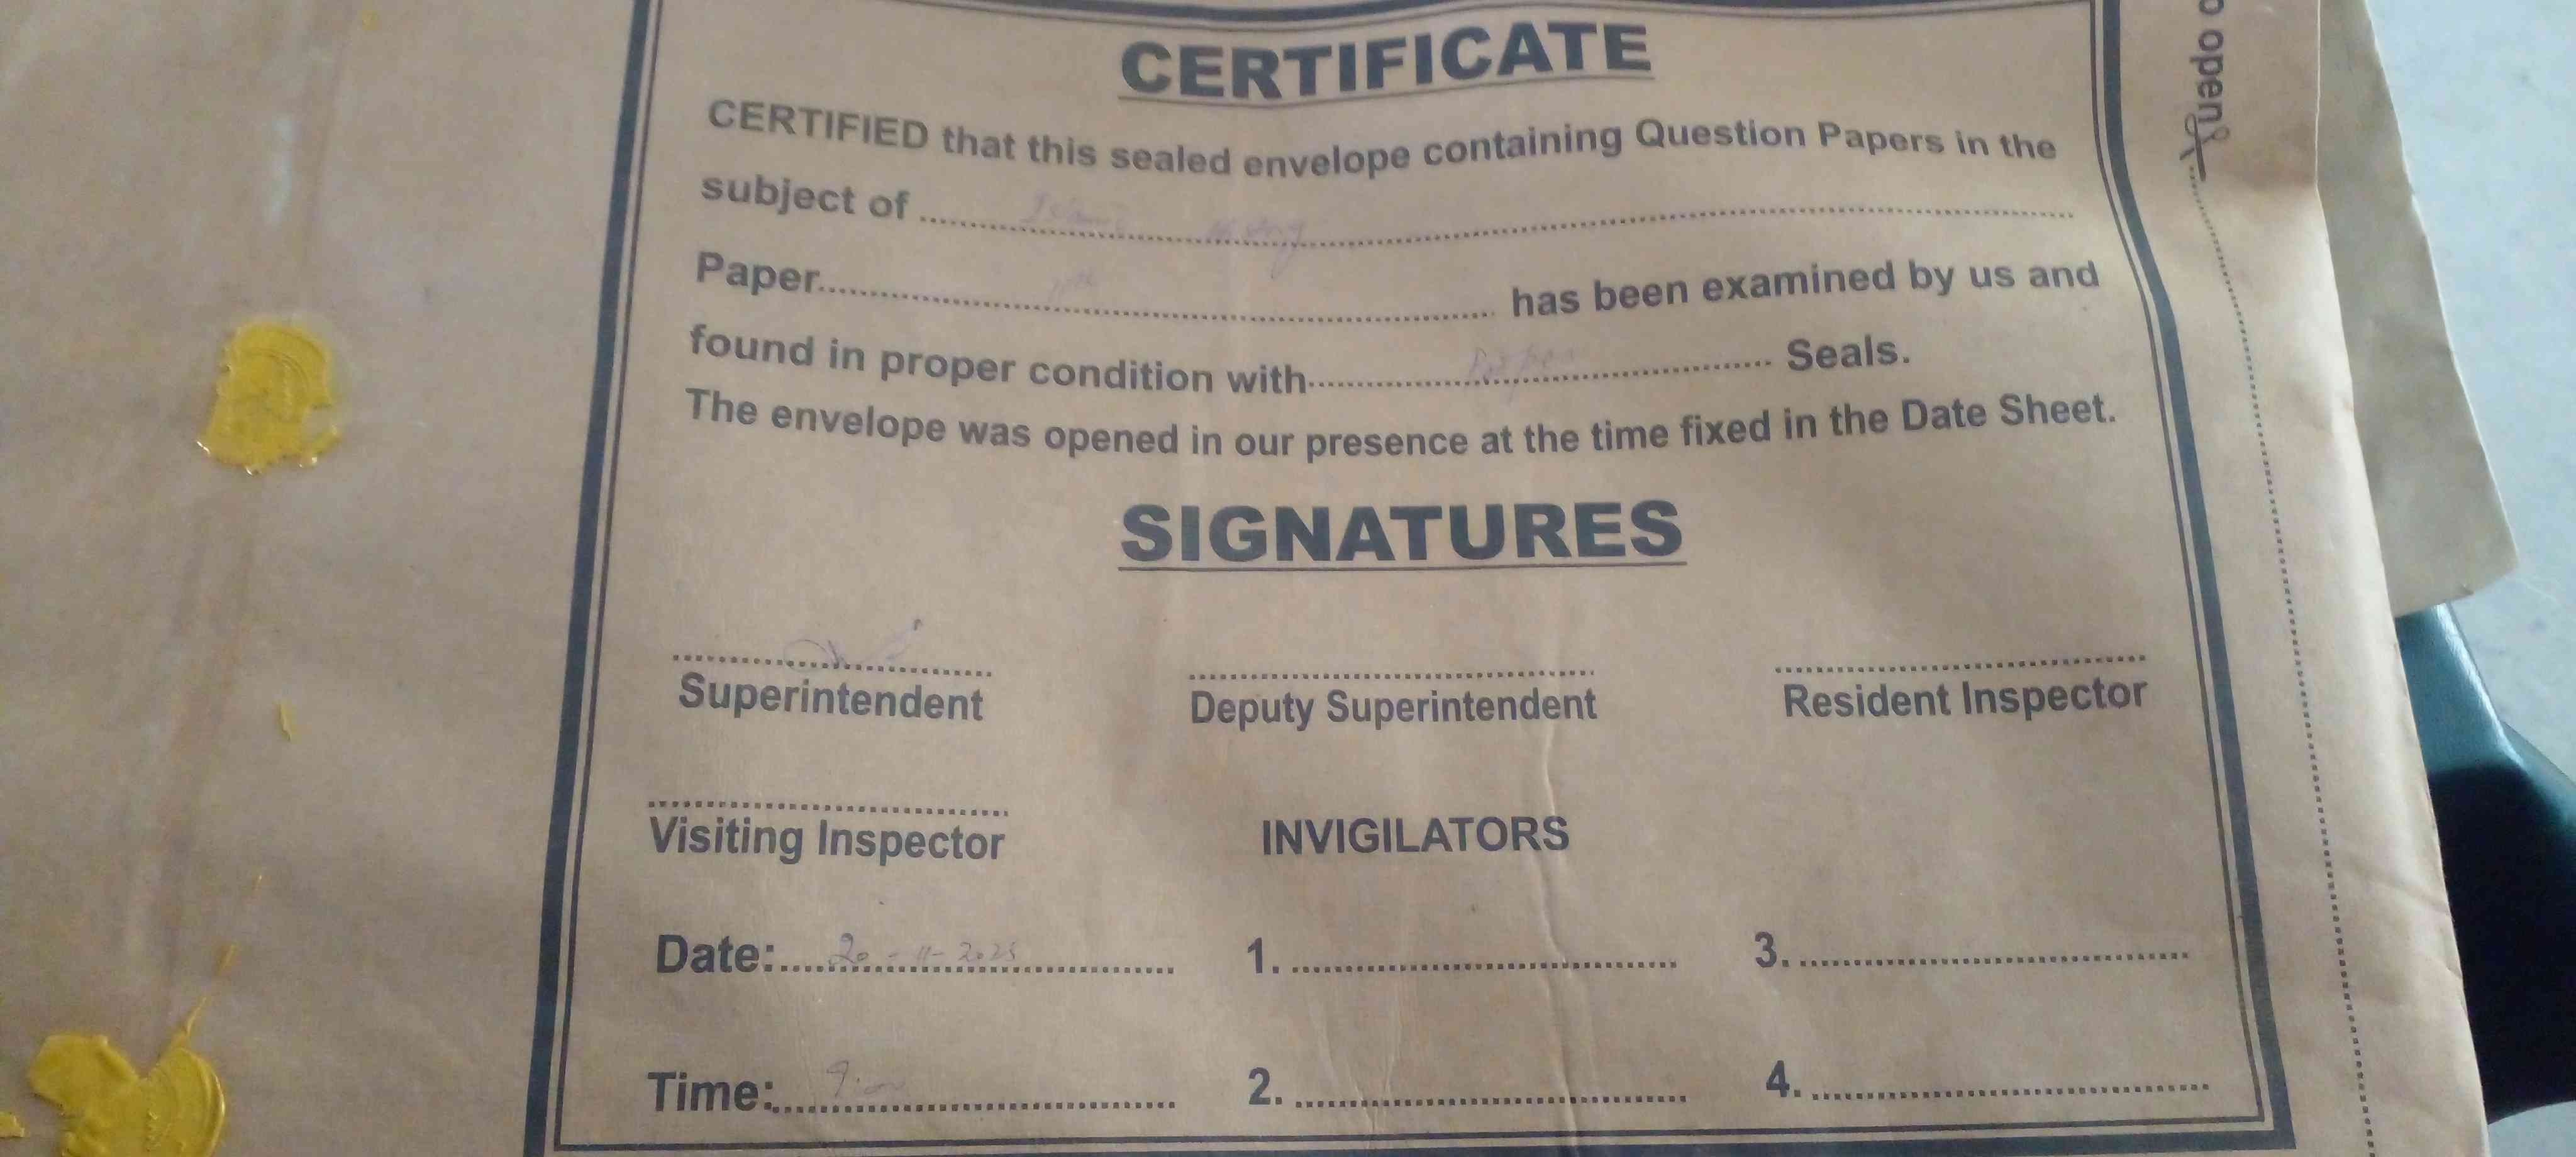 CERTIFICATE
CERTIFIED that this sealed envelope containing Question Papers in the
subject of ....................
Paper.................... has been examined by us and
found in proper condition with.................... Seals.
The envelope was opened in our presence at the time fixed in the Date Sheet.
SIGNATURES
Superintendent Deputy Superintendent Resident Inspector
Visiting Inspector INVIGILATORS
Date: 20-11-2025 1. .................... 3. ....................
Time: 2. .................... 4. ....................
open